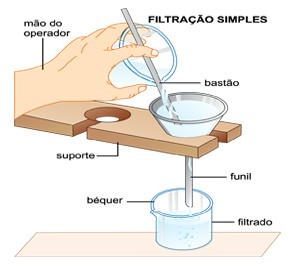 FILTRAÇÃO SIMPLES
mão do
operador
bastão
suporte
funil
béquer
filtrado